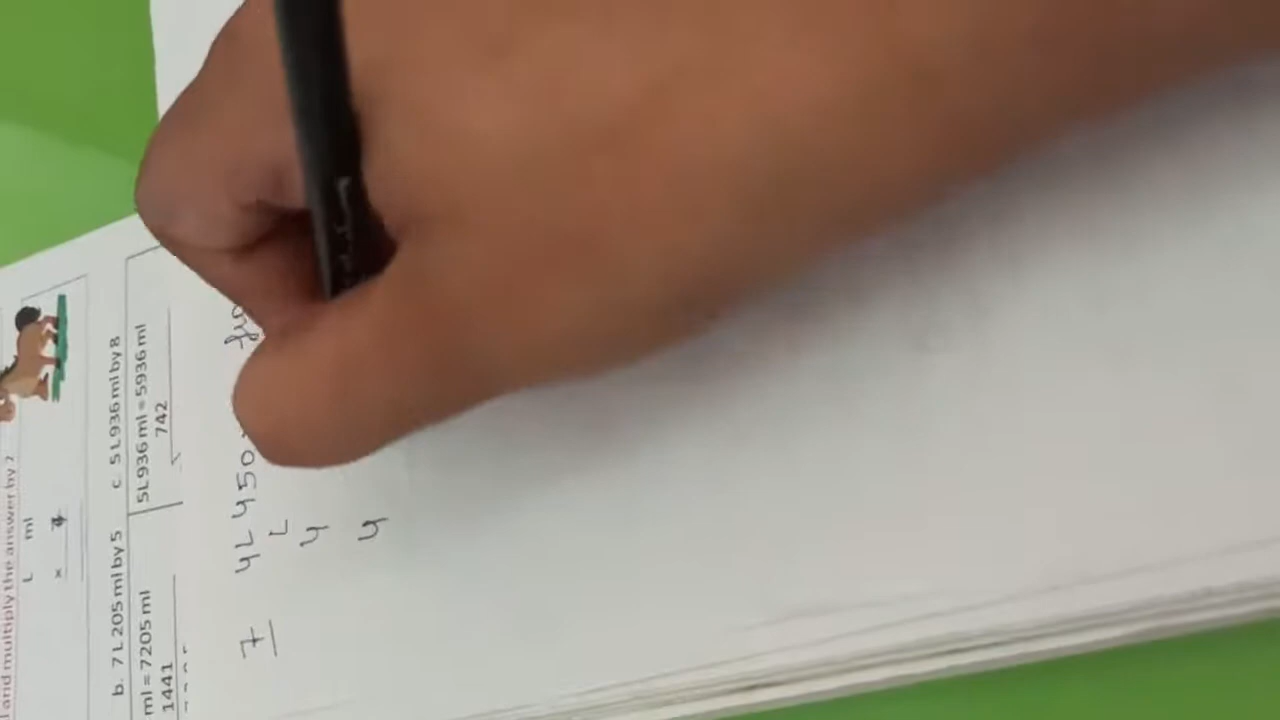 and multiply the answer by 2
L ml
×
b. 7 L 205 ml by 5 c. 5 L 936 ml by 8
ml = 7205 ml 5L 936 ml = 5936 ml
1441 742
7 4L 450
L
4
4